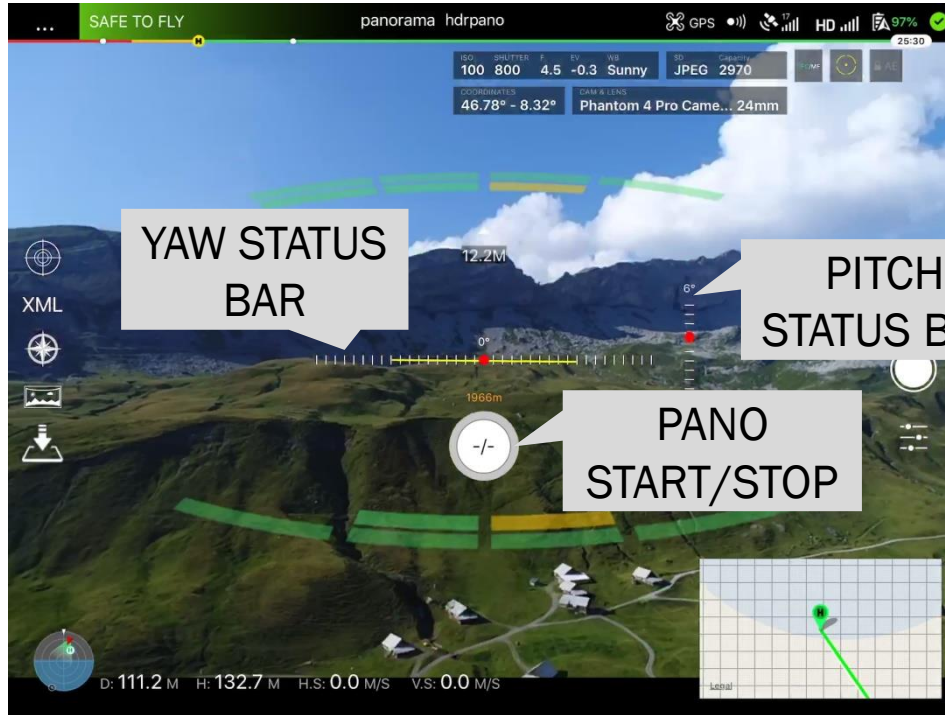 ... SAFE TO FLY panorama hdrpano GPS 17 HD 97%
H 25:30
ISO SHUTTER F. EV WB SD Capacity
100 800 4.5 -0.3 Sunny JPEG 2970 AE
COORDINATES CAM & LENS
46.78° - 8.32° Phantom 4 Pro Came... 24mm
YAW STATUS
BAR
12.2M
PITCH
STATUS B
6°
XML
0°
1966m
-/-
PANO
START/STOP
H
Legal
D: 111.2 M H: 132.7 M H.S: 0.0 M/S V.S: 0.0 M/S